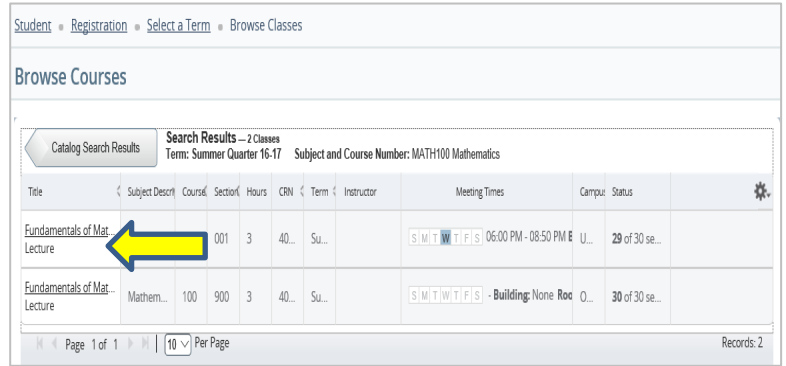 Student Registration Select a Term Browse Classes
Browse Courses
Catalog Search Results
Search Results — 2 Classes
Term: Summer Quarter 16-17 Subject and Course Number: MATH100 Mathematics
Title Subject Descri Course Section Hours CRN Term Instructor Meeting Times Campus Status
Fundamentals of Mat...
Lecture
001 3 40... Su... S M T W T F S 06:00 PM - 08:50 PM B U... 29 of 30 se...
Fundamentals of Mat...
Lecture
Mathem... 100 900 3 40... Su... S M T W T F S - Building: None Roo O... 30 of 30 se...
Page 1 of 1 10 Per Page Records: 2